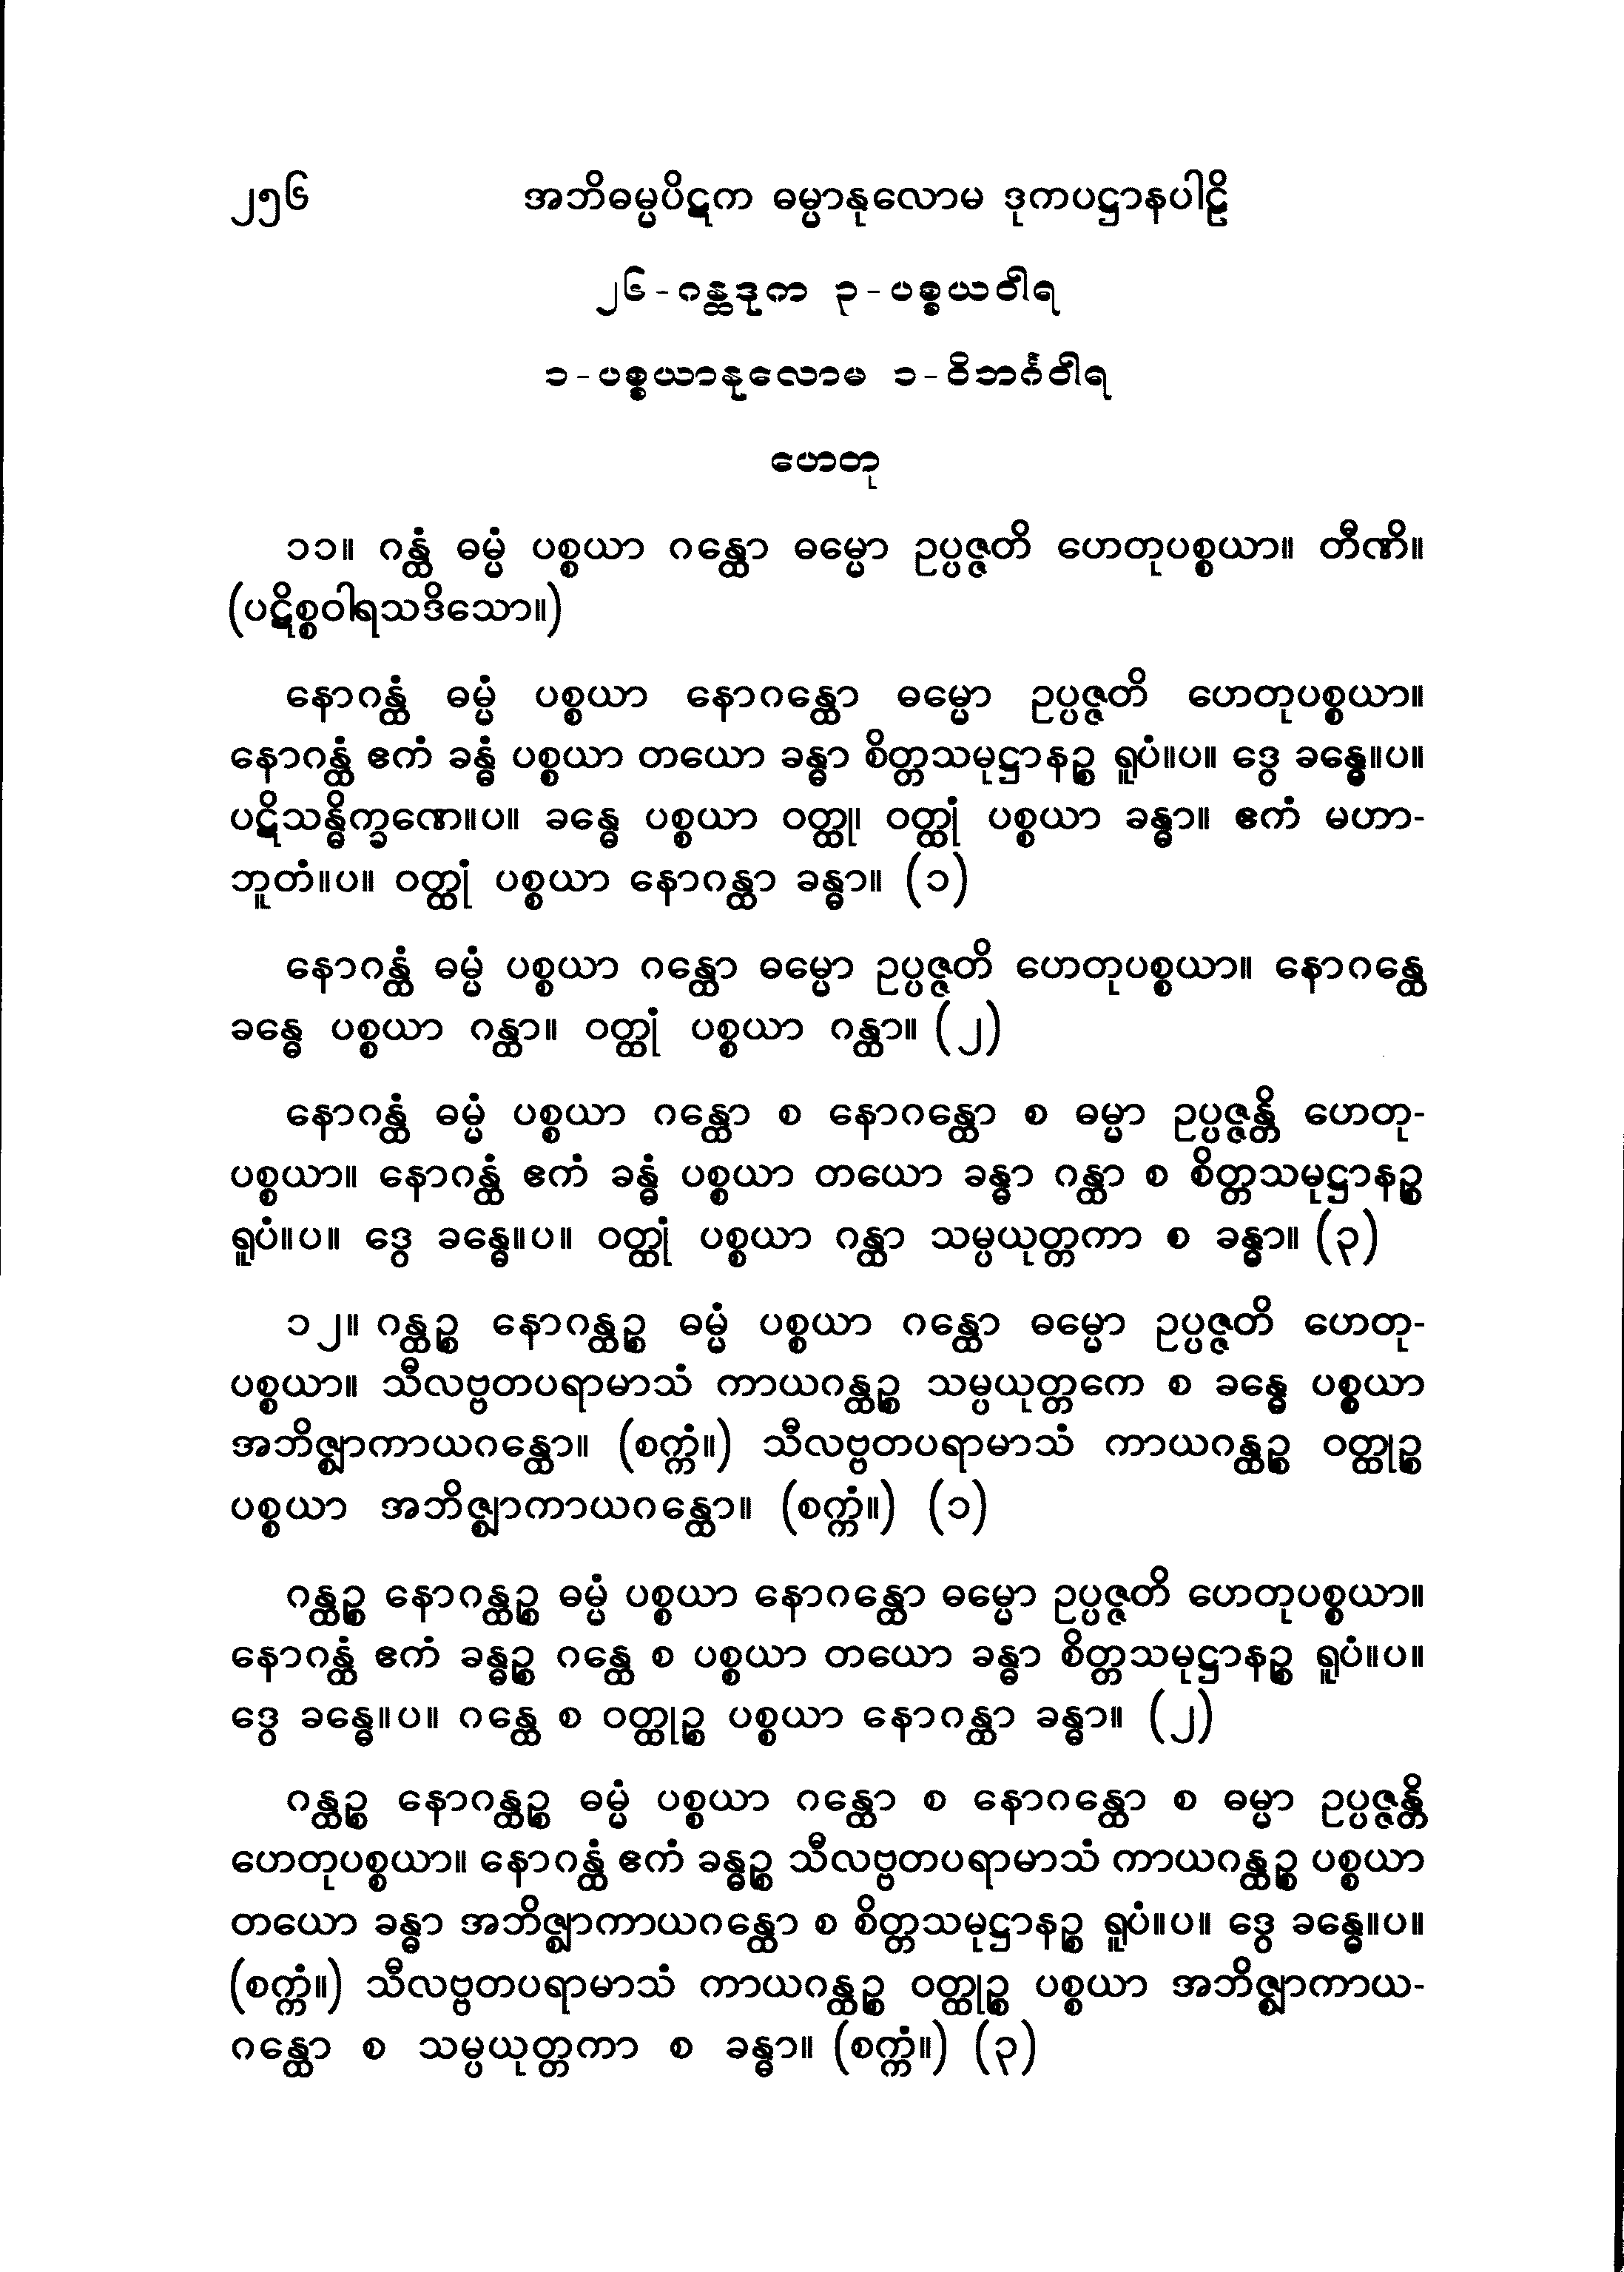 ၂၅၆ အဘိဓမ္မပိဋက ဓမ္မာနုလောမ ဒုကပဋ္ဌာနပါဠိ
၂၆-ဂန္ထဒုက ၃-ပစ္စယဝါရ
၁-ပစ္စယာနုလောမ ၁-ဝိဘင်္ဂဝါရ
ဟေတု
၁၁။ ဂန္ထံ ဓမ္မံ ပစ္စယာ ဂန္ထော ဓမ္မော ဥပ္ပဇ္ဇတိ ဟေတုပစ္စယာ။ တီဏိ။
(ပဋိစ္စဝါရသဒိသော။)
နောဂန္ထံ ဓမ္မံ ပစ္စယာ နောဂန္ထော ဓမ္မော ဥပ္ပဇ္ဇတိ ဟေတုပစ္စယာ။
နောဂန္ထံ ဧကံ ခန္ဓံ ပစ္စယာ တယော ခန္ဓာ စိတ္တသမုဋ္ဌာနဉ္စ ရူပံ။ပ။ ဒွေ ခန္ဓေ။ပ။
ပဋိသန္ဓိက္ခဏေ။ပ။ ခန္ဓေ ပစ္စယာ ဝတ္ထု၊ ဝတ္ထုံ ပစ္စယာ ခန္ဓာ။ ဧကံ မဟာ-
ဘူတံ။ပ။ ဝတ္ထုံ ပစ္စယာ နောဂန္ထာ ခန္ဓာ။ (၁)
နောဂန္ထံ ဓမ္မံ ပစ္စယာ ဂန္ထော ဓမ္မော ဥပ္ပဇ္ဇတိ ဟေတုပစ္စယာ။ နောဂန္ထေ
ခန္ဓေ ပစ္စယာ ဂန္ထာ။ ဝတ္ထုံ ပစ္စယာ ဂန္ထာ။ (၂)
နောဂန္ထံ ဓမ္မံ ပစ္စယာ ဂန္ထော စ နောဂန္ထော စ ဓမ္မာ ဥပ္ပဇ္ဇန္တိ ဟေတု-
ပစ္စယာ။ နောဂန္ထံ ဧကံ ခန္ဓံ ပစ္စယာ တယော ခန္ဓာ ဂန္ထာ စ စိတ္တသမုဋ္ဌာနဉ္စ
ရူပံ။ပ။ ဒွေ ခန္ဓေ။ပ။ ဝတ္ထုံ ပစ္စယာ ဂန္ထာ သမ္ပယုတ္တကာ စ ခန္ဓာ။ (၃)
၁၂။ ဂန္ထဉ္စ နောဂန္ထဉ္စ ဓမ္မံ ပစ္စယာ ဂန္ထော ဓမ္မော ဥပ္ပဇ္ဇတိ ဟေတု-
ပစ္စယာ။ သီလဗ္ဗတပရာမာသံ ကာယဂန္ထဉ္စ သမ္ပယုတ္တကေ စ ခန္ဓေ ပစ္စယာ
အဘိဇ္ဈာကာယဂန္ထော။ (စက္ကံ။) သီလဗ္ဗတပရာမာသံ ကာယဂန္ထဉ္စ ဝတ္ထုဉ္စ
ပစ္စယာ အဘိဇ္ဈာကာယဂန္ထော။ (စက္ကံ။) (၁)
ဂန္ထဉ္စ နောဂန္ထဉ္စ ဓမ္မံ ပစ္စယာ နောဂန္ထော ဓမ္မော ဥပ္ပဇ္ဇတိ ဟေတုပစ္စယာ။
နောဂန္ထံ ဧကံ ခန္ဓဉ္စ ဂန္ထေ စ ပစ္စယာ တယော ခန္ဓာ စိတ္တသမုဋ္ဌာနဉ္စ ရူပံ။ပ။
ဒွေ ခန္ဓေ။ပ။ ဂန္ထေ စ ဝတ္ထုဉ္စ ပစ္စယာ နောဂန္ထာ ခန္ဓာ။ (၂)
ဂန္ထဉ္စ နောဂန္ထဉ္စ ဓမ္မံ ပစ္စယာ ဂန္ထော စ နောဂန္ထော စ ဓမ္မာ ဥပ္ပဇ္ဇန္တိ
ဟေတုပစ္စယာ။ နောဂန္ထံ ဧကံ ခန္ဓဉ္စ သီလဗ္ဗတပရာမာသံ ကာယဂန္ထဉ္စ ပစ္စယာ
တယော ခန္ဓာ အဘိဇ္ဈာကာယဂန္ထော စ စိတ္တသမုဋ္ဌာနဉ္စ ရူပံ။ပ။ ဒွေ ခန္ဓေ။ပ။
(စက္ကံ။) သီလဗ္ဗတပရာမာသံ ကာယဂန္ထဉ္စ ဝတ္ထုဉ္စ ပစ္စယာ အဘိဇ္ဈာကာယ-
ဂန္ထော စ သမ္ပယုတ္တကာ စ ခန္ဓာ။ (စက္ကံ။) (၃)